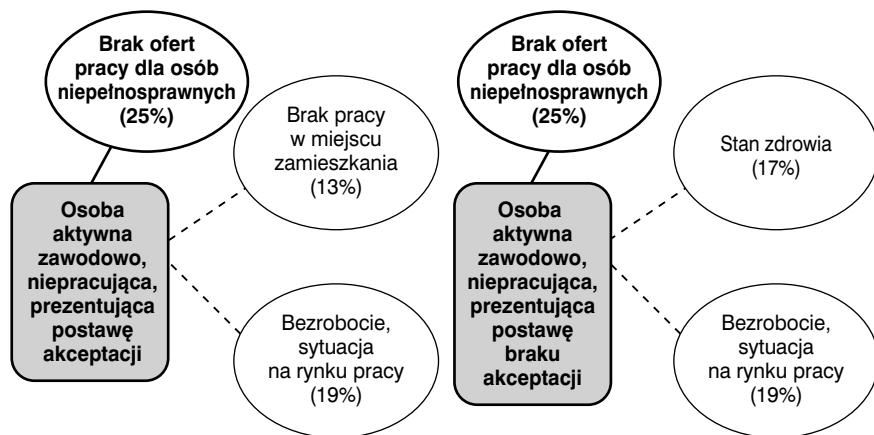 Brak ofert
pracy dla osób
niepełnosprawnych
(25%)
Brak pracy
w miejscu
zamieszkania
(13%)
Osoba
aktywna
zawodowo,
niepracująca,
prezentująca
postawę
akceptacji
Bezrobocie,
sytuacja
na rynku pracy
(19%)
Brak ofert
pracy dla osób
niepełnosprawnych
(25%)
Stan zdrowia
(17%)
Osoba
aktywna
zawodowo,
niepracująca,
prezentująca
postawę
braku
akceptacji
Bezrobocie,
sytuacja
na rynku pracy
(19%)